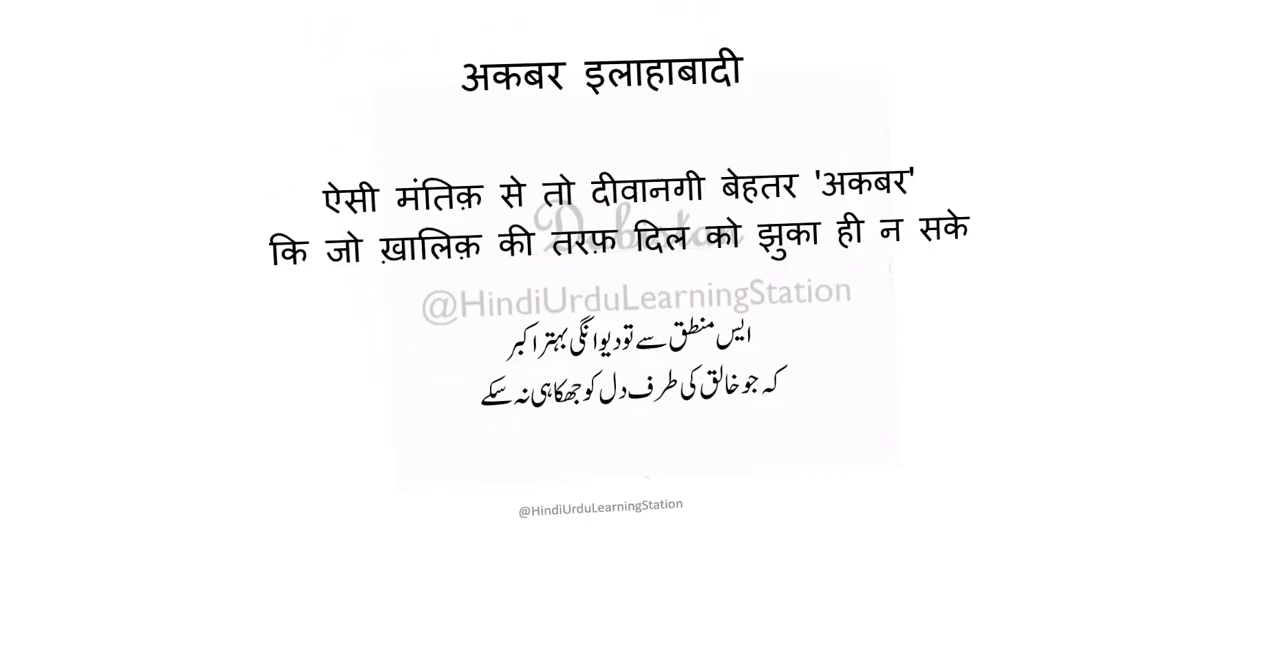 अकबर इलाहाबादी
ऐसी मंतिक़ से तो दीवानगी बेहतर 'अकबर'
कि जो ख़ालिक़ की तरफ़ दिल को झुका ही न सके
@HindiUrduLearningStation
ایس منطق سے تو دیوانگی بہتر اکبر
کہ جو خالق کی طرف دل کو جھکا ہی نہ سکے
@HindiUrduLearningStation